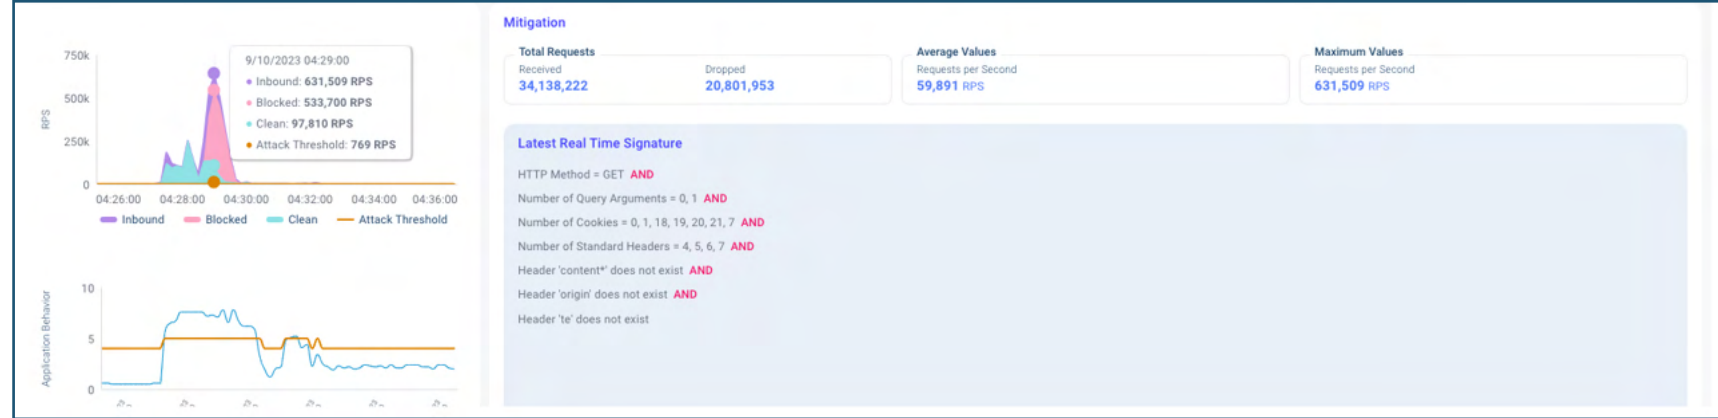 750k
500k
250k
0
RPS
9/10/2023 04:29:00
Inbound: 631,509 RPS
Blocked: 533,700 RPS
Clean: 97,810 RPS
Attack Threshold: 769 RPS
04:26:00 04:28:00 04:30:00 04:32:00 04:34:00 04:36:00
Inbound Blocked Clean Attack Threshold
10
5
0
Application Behavior
Mitigation
Total Requests
Received Dropped
34,138,222 20,801,953
Average Values
Requests per Second
59,891 RPS
Maximum Values
Requests per Second
631,509 RPS
Latest Real Time Signature
HTTP Method = GET AND
Number of Query Arguments = 0, 1 AND
Number of Cookies = 0, 1, 18, 19, 20, 21, 7 AND
Number of Standard Headers = 4, 5, 6, 7 AND
Header 'content*' does not exist AND
Header 'origin' does not exist AND
Header 'te' does not exist